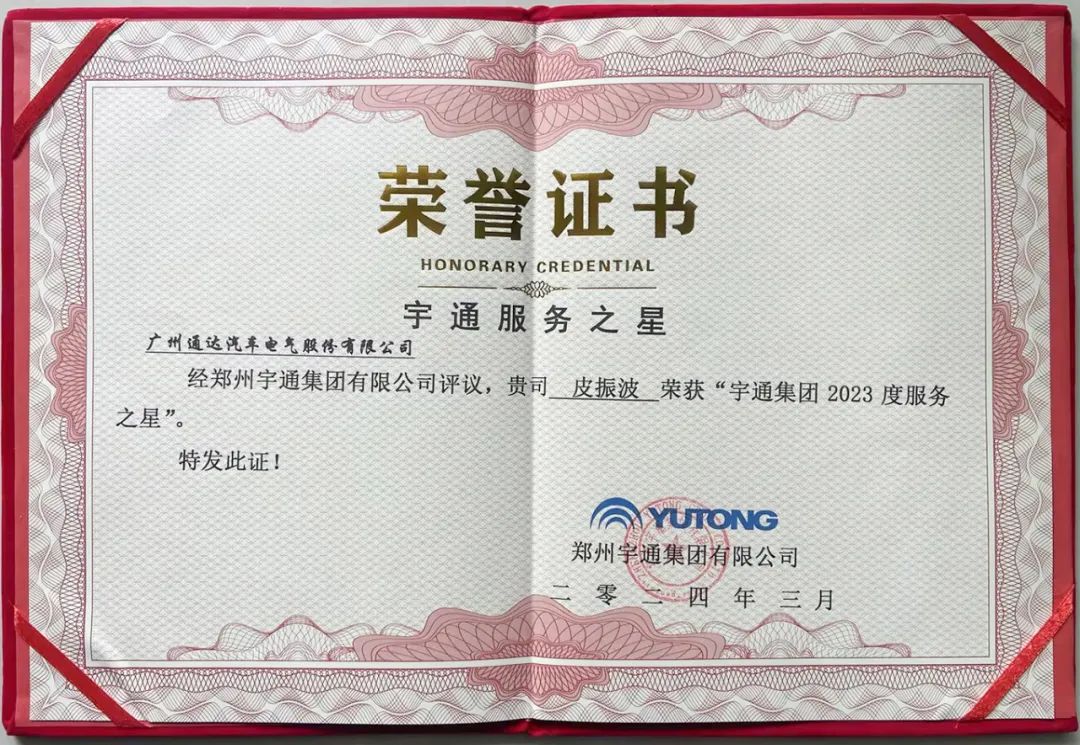 荣誉证书
HONORARY CREDENTIAL
宇通服务之星
广州通达汽车电气股份有限公司
经郑州宇通集团有限公司评议，贵司 皮振波 荣获“宇通集团 2023 度服务
之星”。
特发此证！
YUTONG
郑州宇通集团有限公司
二零二四年三月